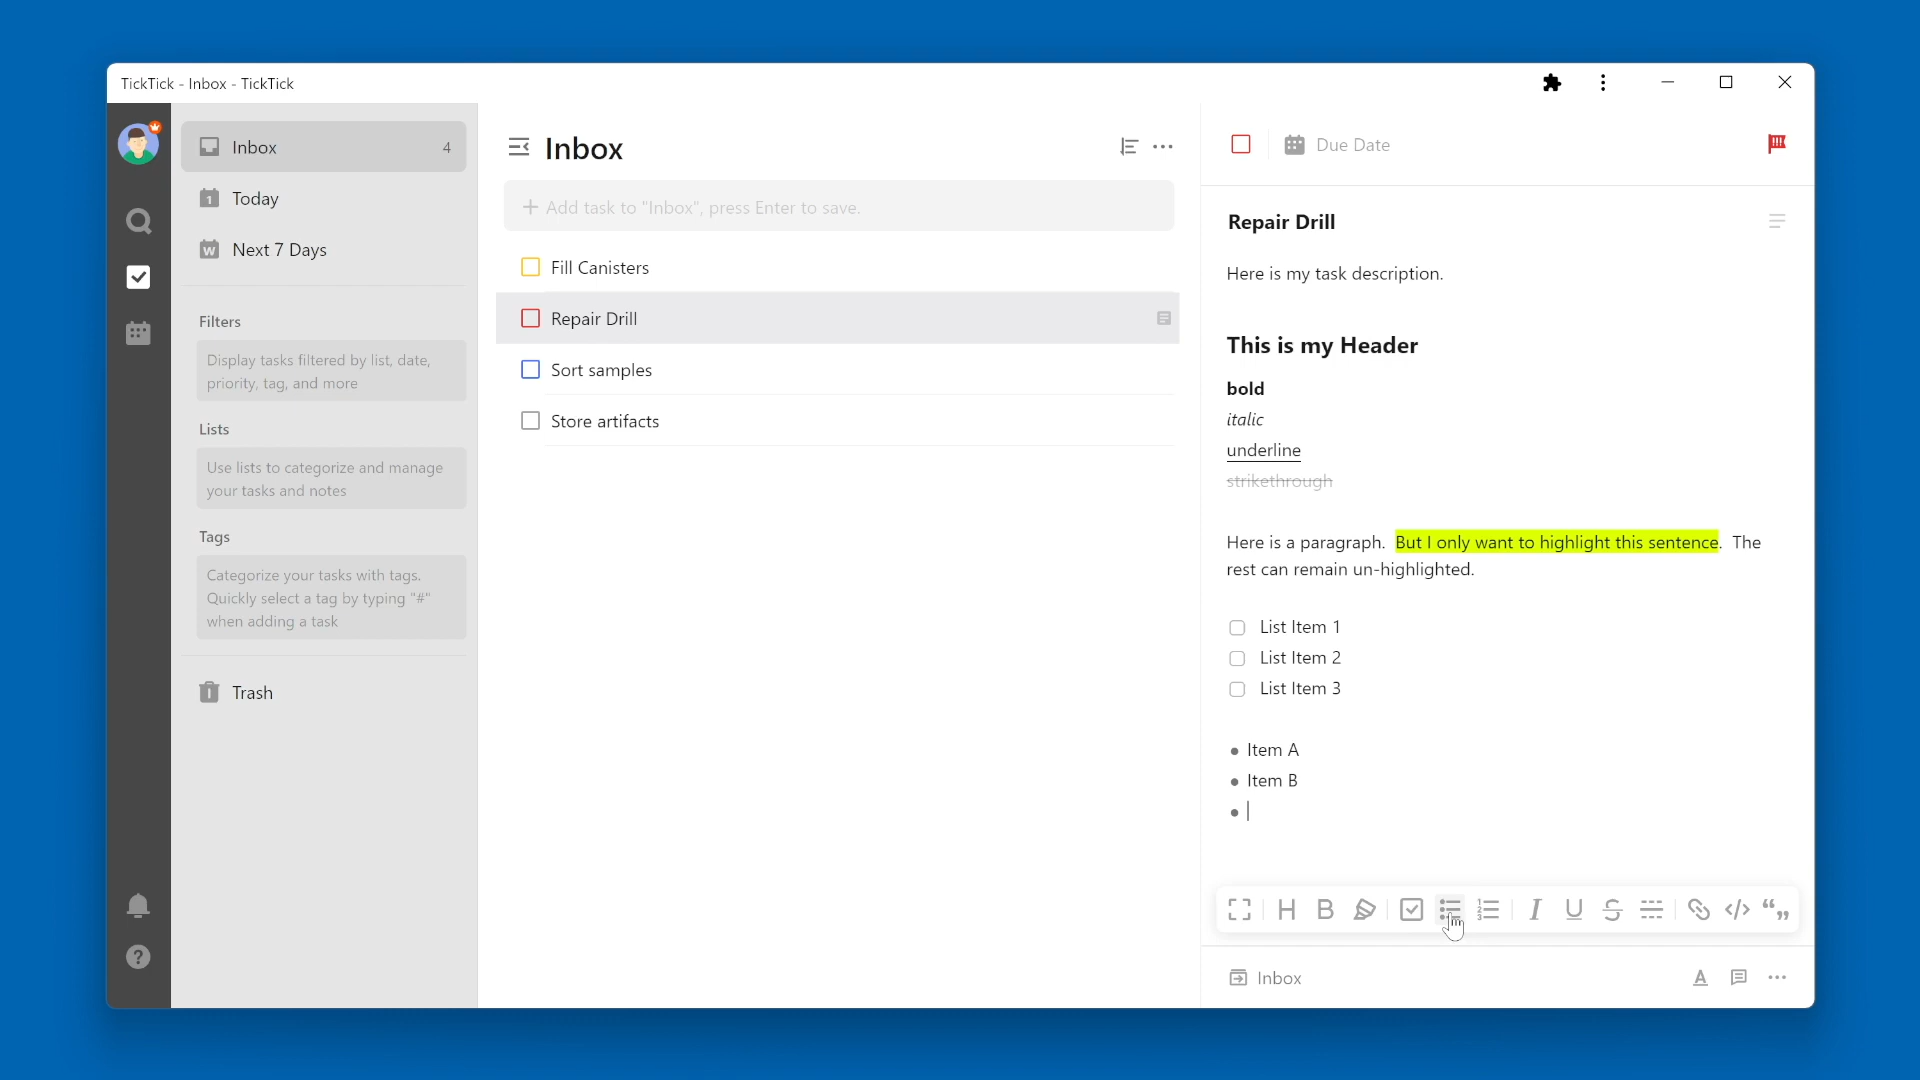 TickTick - Inbox - TickTick
Inbox 4
1 Today
W Next 7 Days
Filters
Display tasks filtered by list, date,
priority, tag, and more
Lists
Use lists to categorize and manage
your tasks and notes
Tags
Categorize your tasks with tags.
Quickly select a tag by typing "#"
when adding a task
Trash
?
Inbox
+ Add task to "Inbox", press Enter to save.
Fill Canisters
Repair Drill
Sort samples
Store artifacts
Due Date
Repair Drill
Here is my task description.
This is my Header
bold
italic
underline
strikethrough
Here is a paragraph. But I only want to highlight this sentence. The
rest can remain un-highlighted.
List Item 1
List Item 2
List Item 3
• Item A
• Item B
•
H B I U S </> “ ”
Inbox A